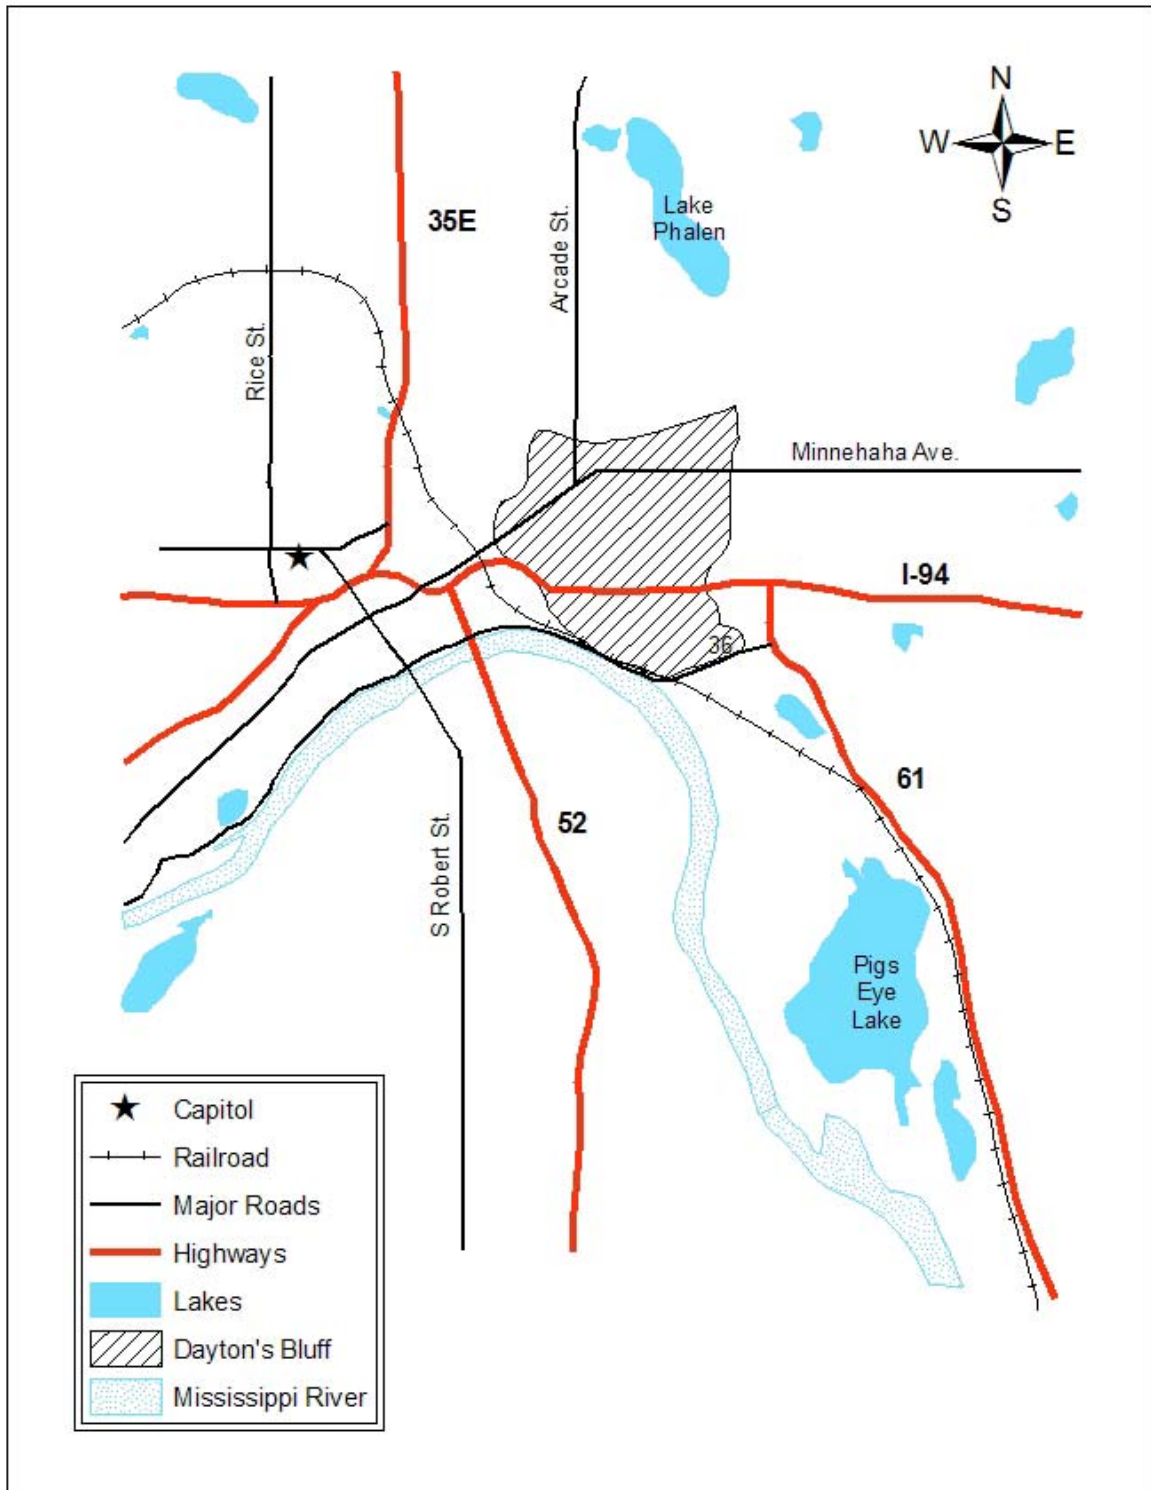 N
W E
S
35E
Arcade St.
Lake
Phalen
Rice St.
Minnehaha Ave.
I-94
36
61
52
S Robert St.
Pigs
Eye
Lake
Capitol
Railroad
Major Roads
Highways
Lakes
Dayton's Bluff
Mississippi River